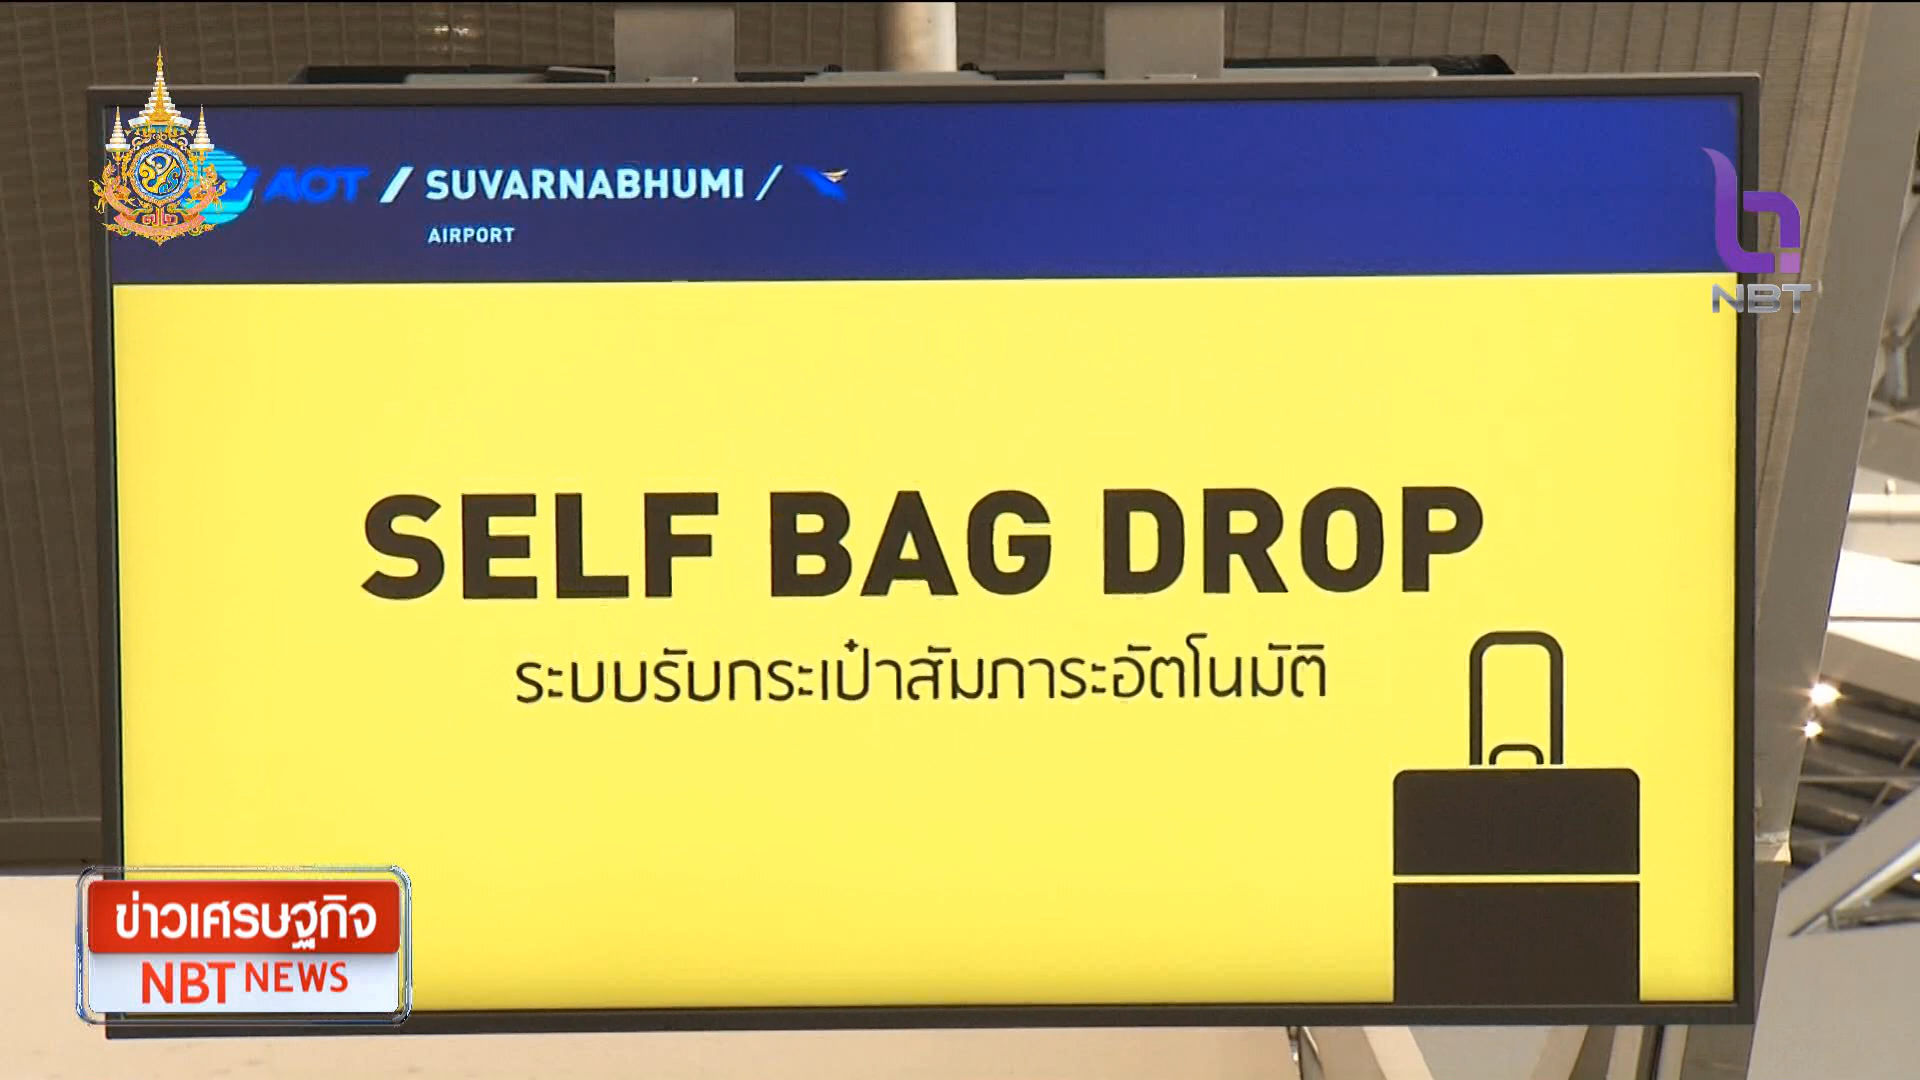 AOT / SUVARNABHUMI /
AIRPORT
NBT
SELF BAG DROP
ระบบรับกระเป๋าสัมภาระอัตโนมัติ
ข่าวเศรษฐกิจ
NBT NEWS